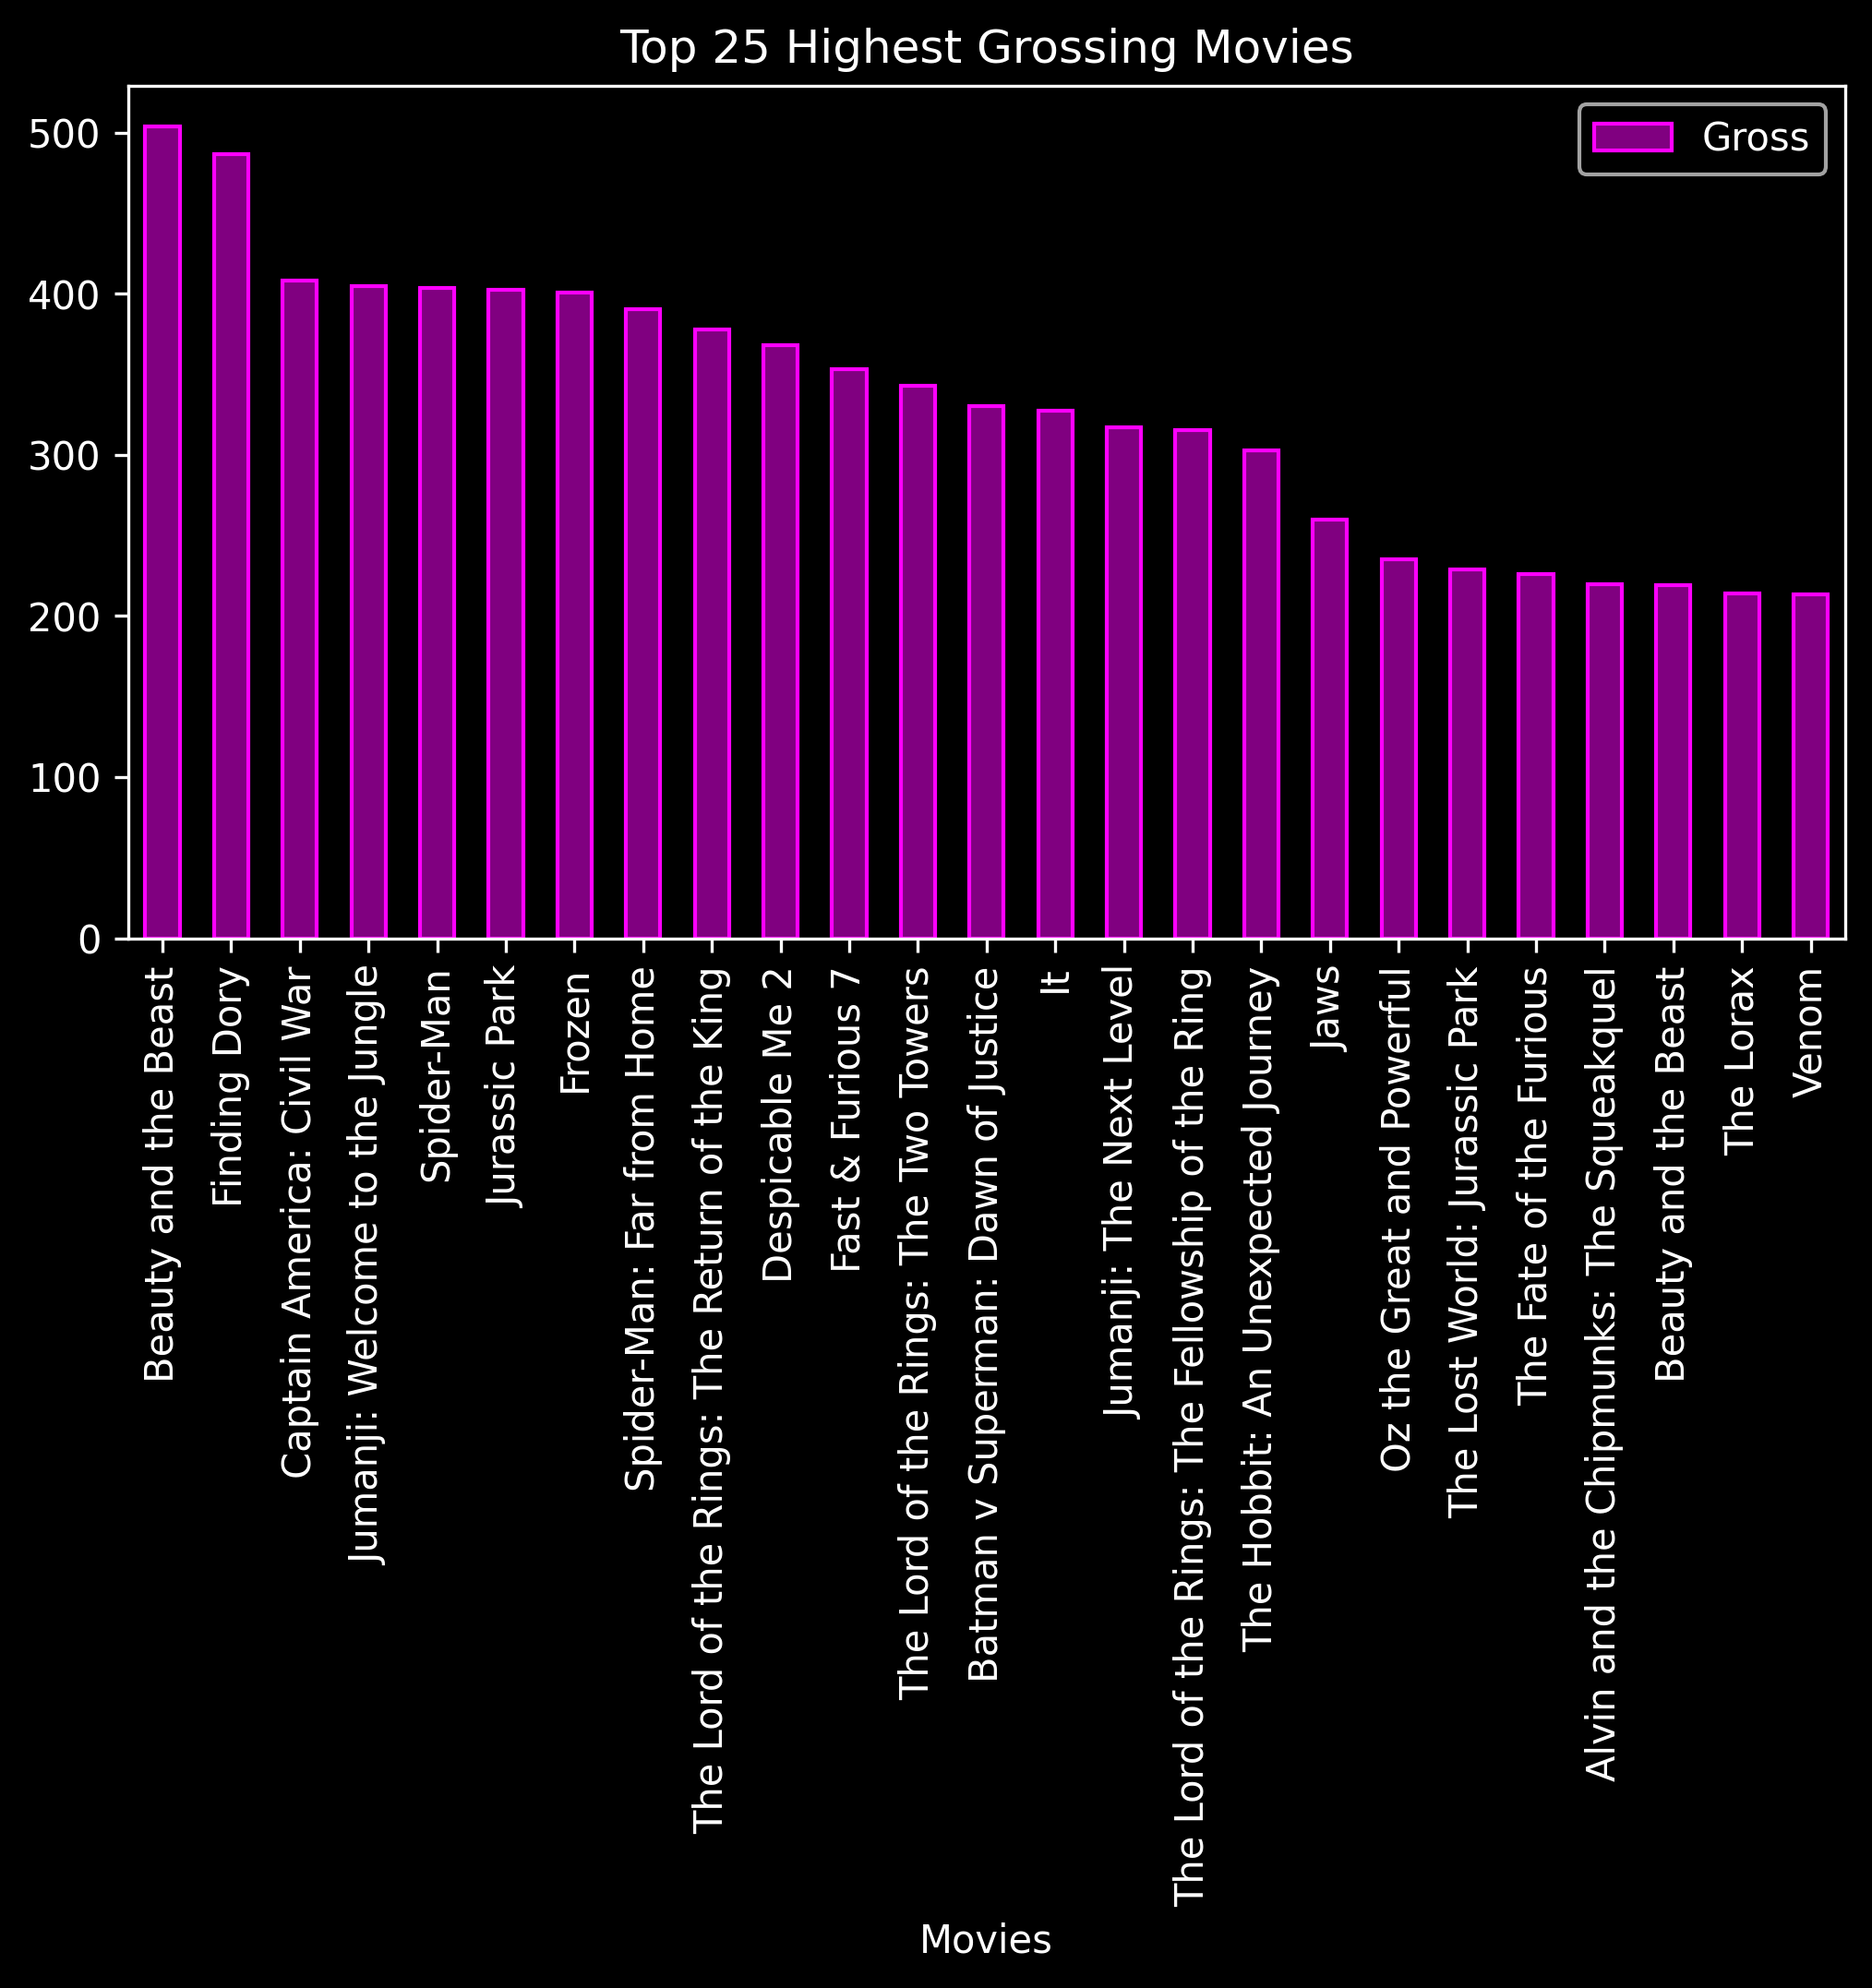 Top 25 Highest Grossing Movies
Gross
500
400
300
200
100
0
Beauty and the Beast
Finding Dory
Captain America: Civil War
Jumanji: Welcome to the Jungle
Spider-Man
Jurassic Park
Frozen
Spider-Man: Far from Home
The Lord of the Rings: The Return of the King
Despicable Me 2
Fast & Furious 7
The Lord of the Rings: The Two Towers
Batman v Superman: Dawn of Justice
It
Jumanji: The Next Level
The Lord of the Rings: The Fellowship of the Ring
The Hobbit: An Unexpected Journey
Jaws
Oz the Great and Powerful
The Lost World: Jurassic Park
The Fate of the Furious
Alvin and the Chipmunks: The Squeakquel
Beauty and the Beast
The Lorax
Venom
Movies